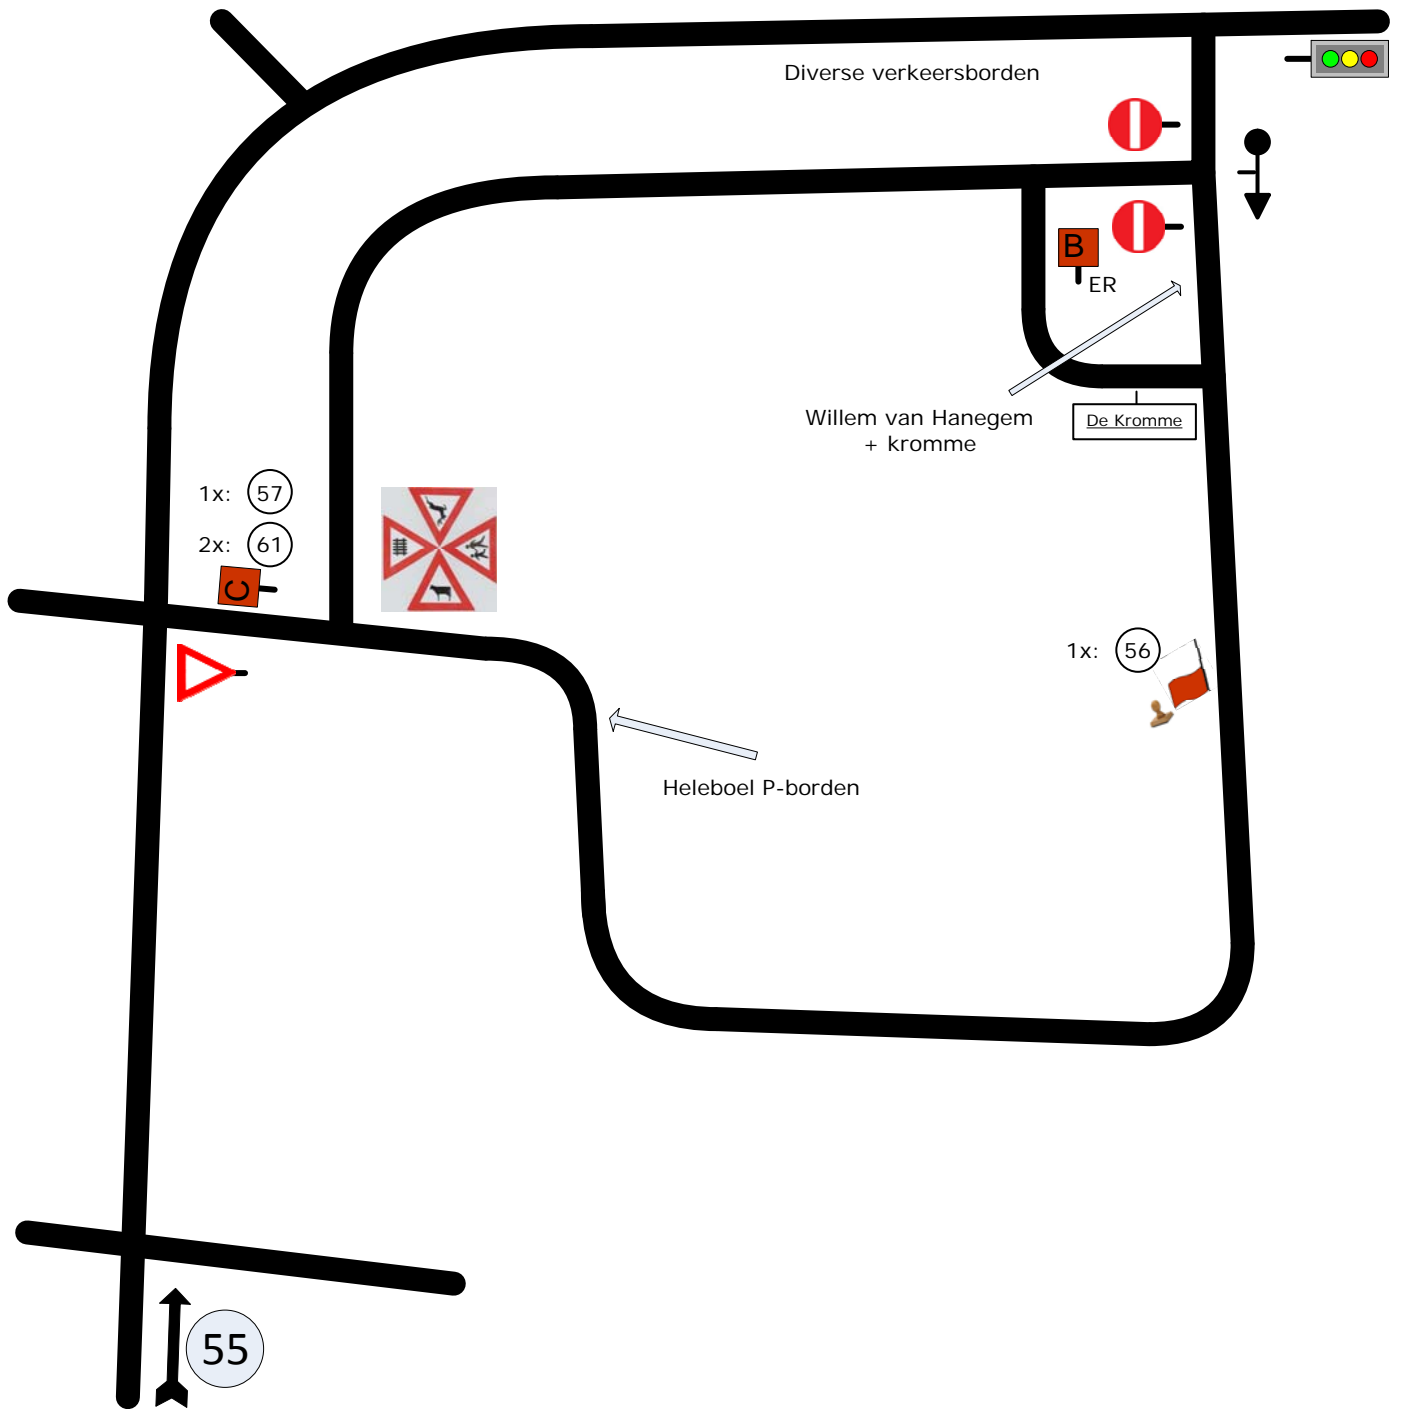 Diverse verkeersborden
B
ER
Willem van Hanegem
+ kromme
De Kromme
1x: 57
2x: 61
C
1x: 56
Heleboel P-borden
55